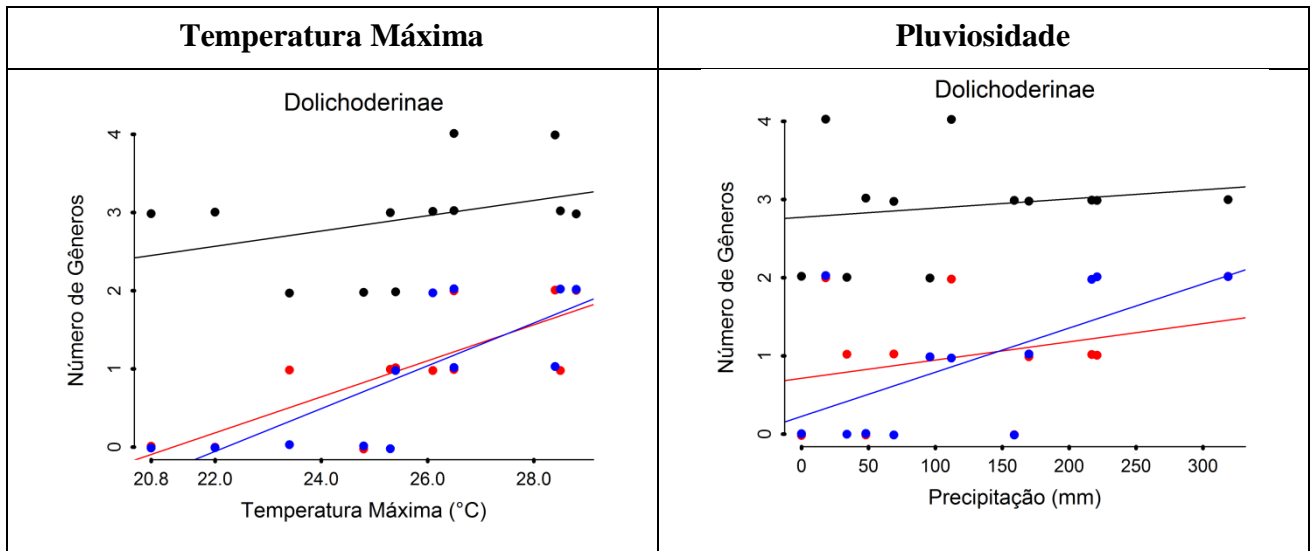 Temperatura Máxima
Pluviosidade
Dolichoderinae
Número de Gêneros
4
3
2
1
0
20.8 22.0 24.0 26.0 28.0
Temperatura Máxima (°C)
Dolichoderinae
Número de Gêneros
4
3
2
1
0
0 50 100 150 200 250 300
Precipitação (mm)